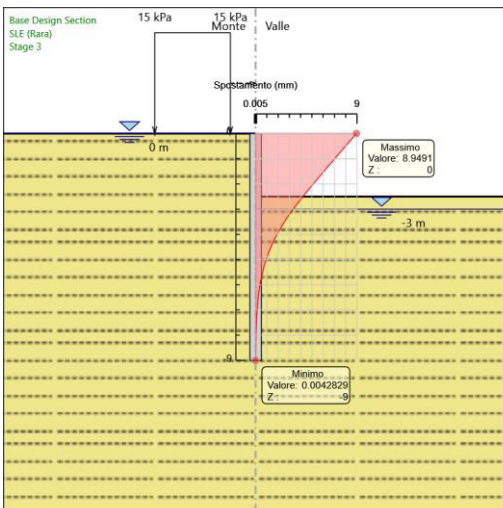 Base Design Section
SLE (Rara)
Stage 3
15 kPa
15 kPa
Monte
Valle
Spostamento (mm)
0.005
9
0 m
Massimo
Valore: 8.9491
Z : 0
-3 m
-9
Minimo
Valore: 0.0042829
Z : -9